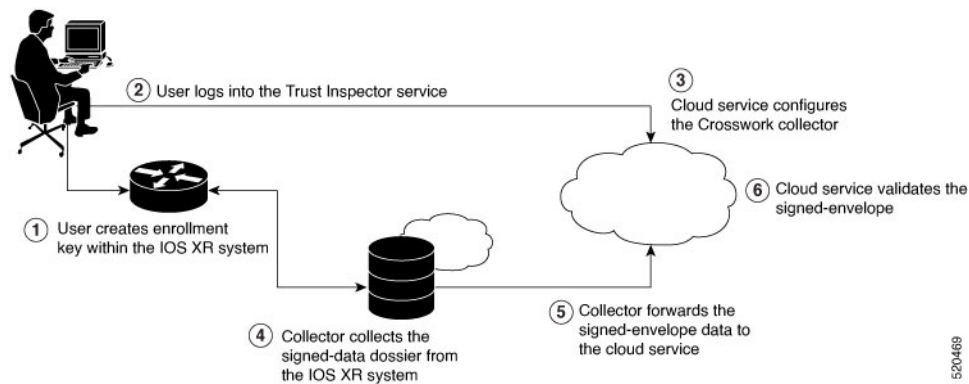 2 User logs into the Trust Inspector service
3
Cloud service configures
the Crosswork collector
6 Cloud service validates the
signed-envelope
1 User creates enrollment
key within the IOS XR system
4 Collector collects the
signed-data dossier from
the IOS XR system
5 Collector forwards the
signed-envelope data to
the cloud service
520469